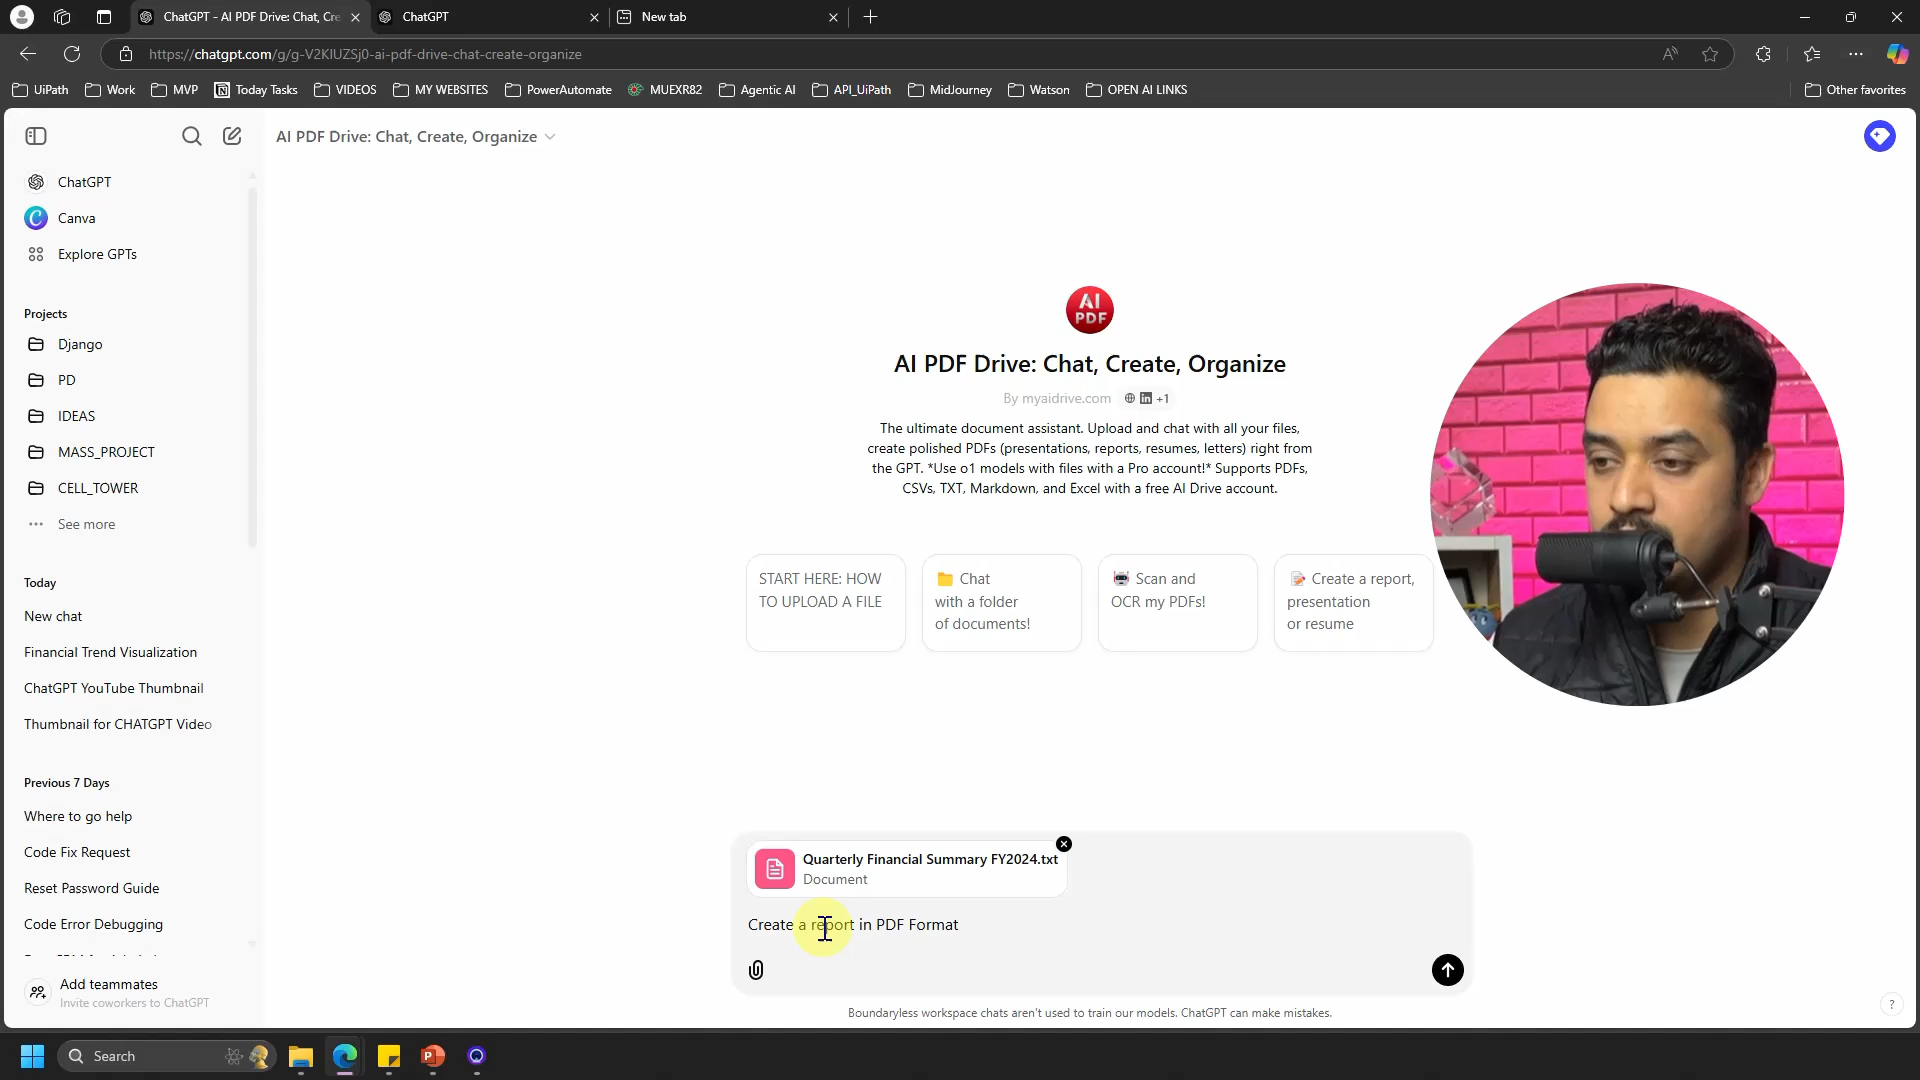 ChatGPT - AI PDF Drive: Chat, Cre
ChatGPT
New tab
https://chatgpt.com/g/g-V2KIUZSj0-ai-pdf-drive-chat-create-organize
UiPath
Work
MVP
Today Tasks
VIDEOS
MY WEBSITES
PowerAutomate
MUEXR82
Agentic AI
API_UiPath
MidJourney
Watson
OPEN AI LINKS
Other favorites
AI PDF Drive: Chat, Create, Organize
ChatGPT
Canva
Explore GPTs
Projects
Django
PD
IDEAS
MASS_PROJECT
CELL_TOWER
See more
Today
New chat
Financial Trend Visualization
ChatGPT YouTube Thumbnail
Thumbnail for CHATGPT Video
Previous 7 Days
Where to go help
Code Fix Request
Reset Password Guide
Code Error Debugging
Add teammates
Invite coworkers to ChatGPT
AI
PDF
AI PDF Drive: Chat, Create, Organize
By myaidrive.com
+1
The ultimate document assistant. Upload and chat with all your files,
create polished PDFs (presentations, reports, resumes, letters) right from
the GPT. *Use o1 models with files with a Pro account!* Supports PDFs,
CSVs, TXT, Markdown, and Excel with a free AI Drive account.
START HERE: HOW
TO UPLOAD A FILE
Chat
with a folder
of documents!
Scan and
OCR my PDFs!
Create a report,
presentation
or resume
Quarterly Financial Summary FY2024.txt
Document
Create a report in PDF Format
Boundaryless workspace chats aren't used to train our models. ChatGPT can make mistakes.
?
Search